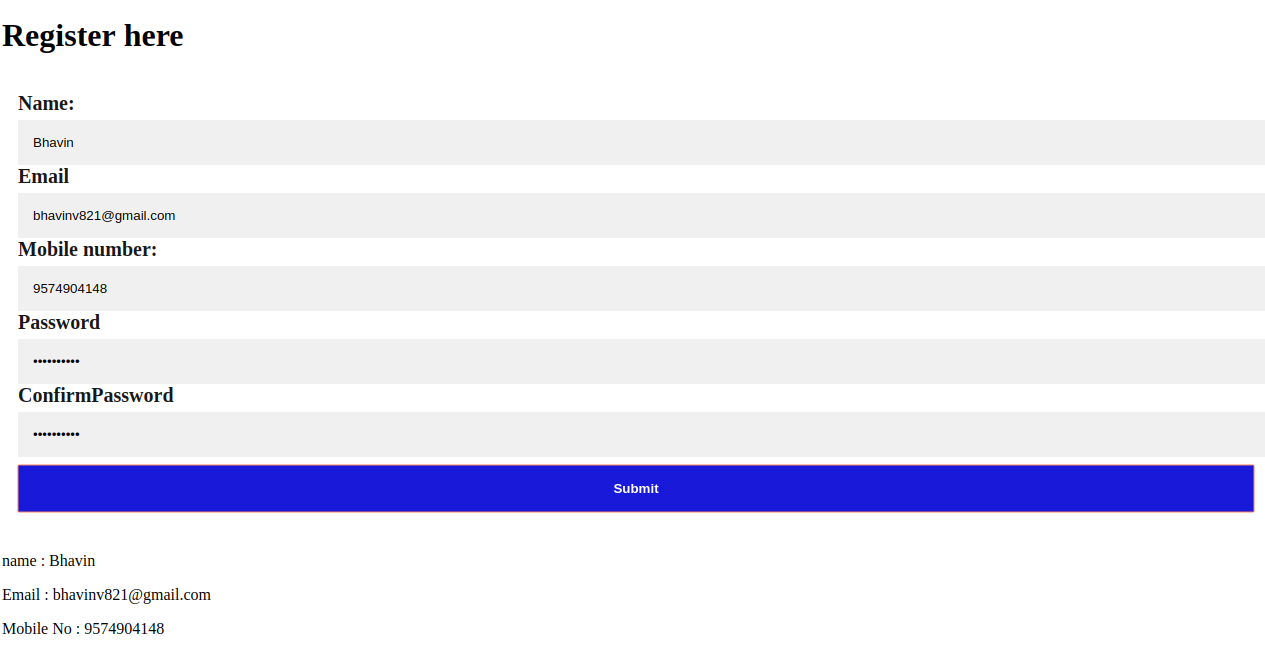 Register here
Name:
Bhavin
Email
bhavinv821@gmail.com
Mobile number:
9574904148
Password
••••••••••
ConfirmPassword
••••••••••
Submit
name : Bhavin
Email : bhavinv821@gmail.com
Mobile No : 9574904148